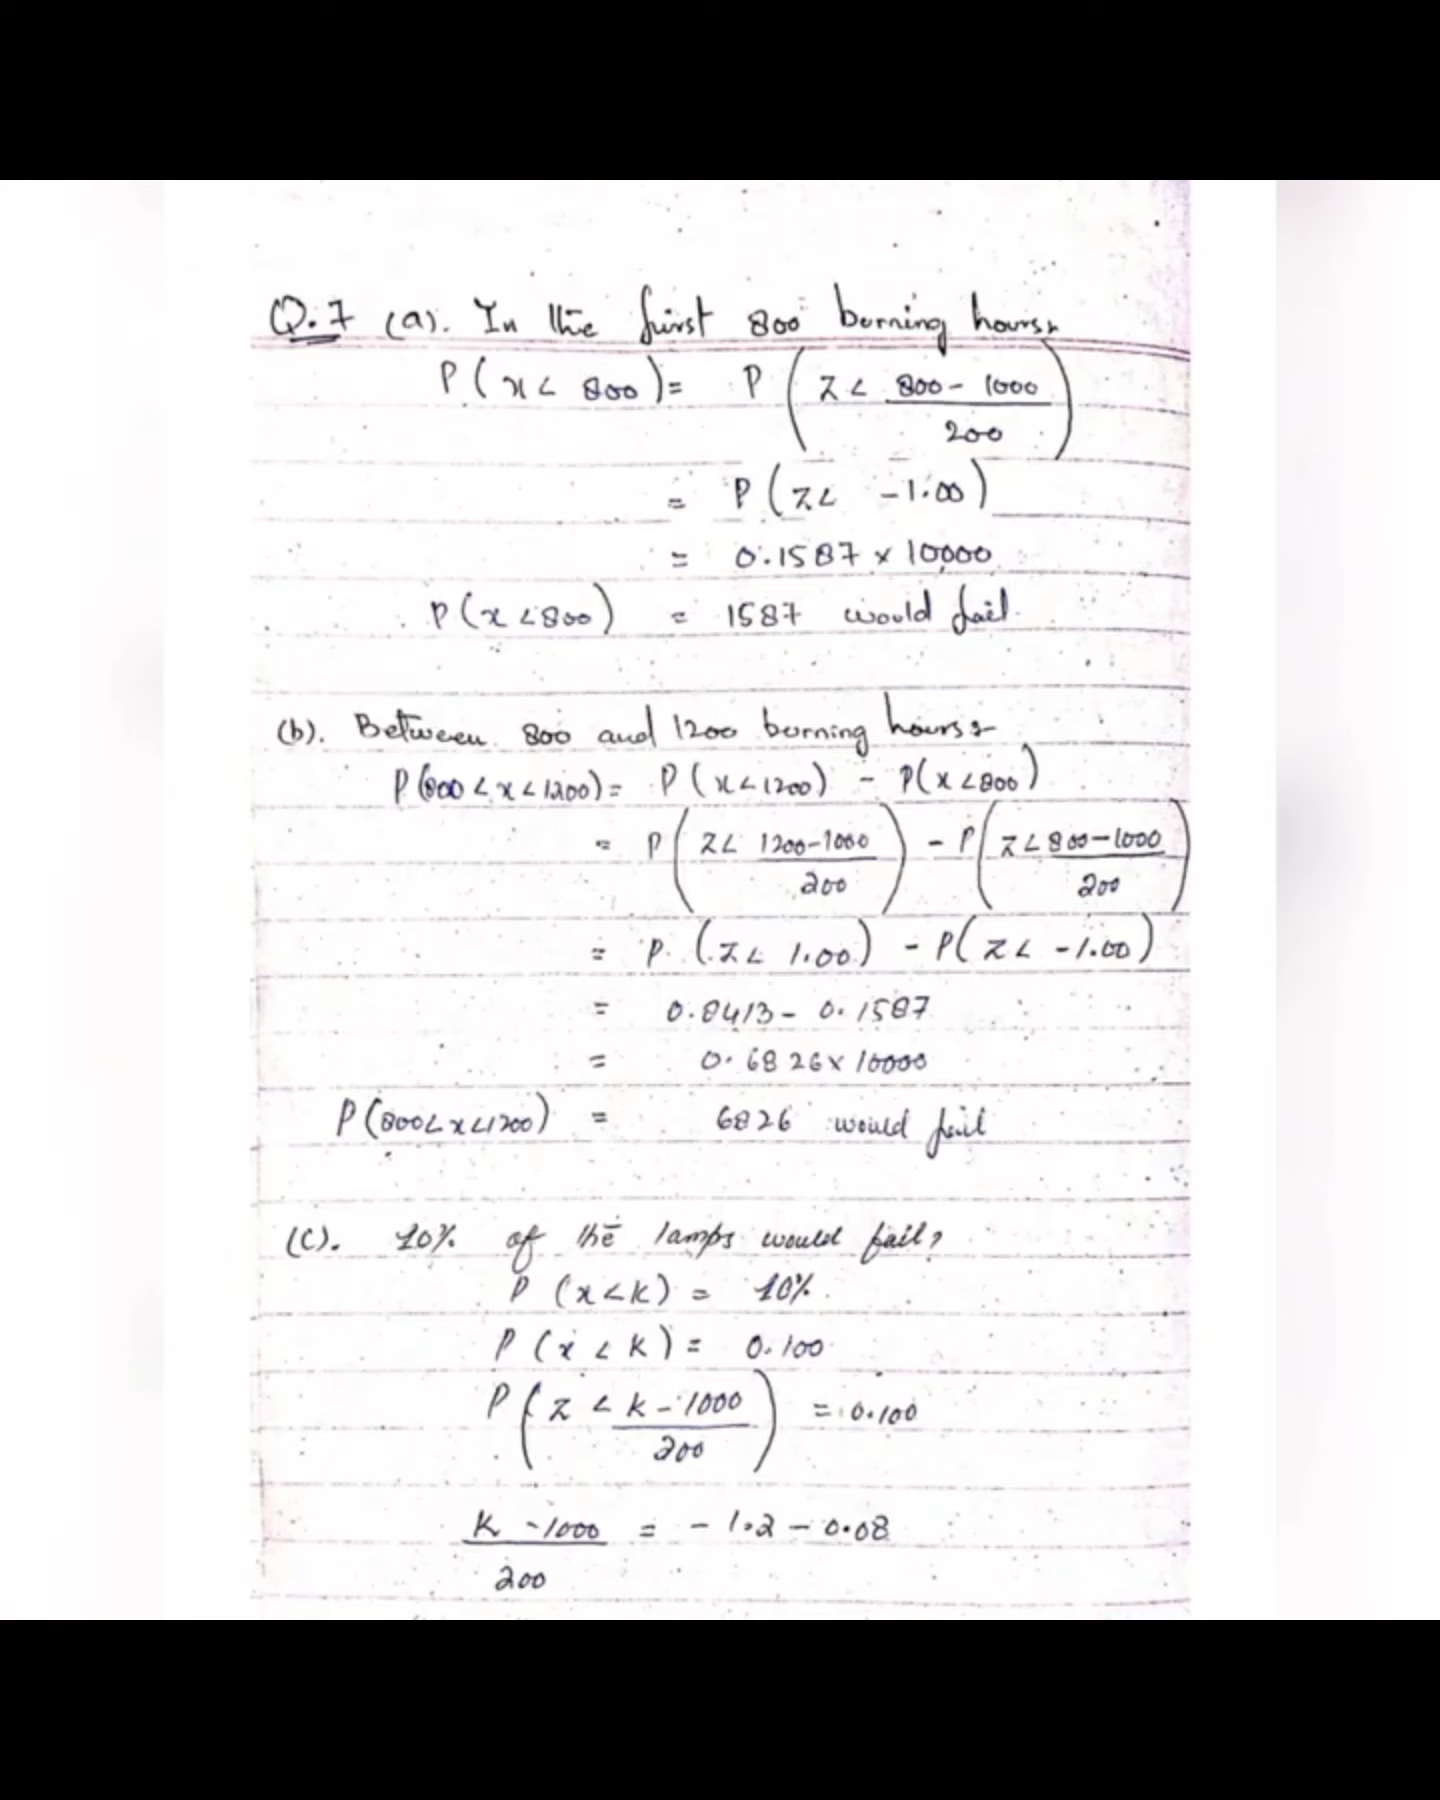 Q.7 (a). In the first 800 burning hours,
P(x < 800) = P(z < 800 - 1000 / 200)
= P(z < -1.00)
= 0.1587 x 10000
P(x < 800) = 1587 would fail
(b). Between 800 and 1200 burning hours:-
P(800 < x < 1200) = P(x < 1200) - P(x < 800)
= P(z < 1200-1000 / 200) - P(z < 800-1000 / 200)
= P(z < 1.00) - P(z < -1.00)
= 0.8413 - 0.1587
= 0.6826 x 10000
P(800 < x < 1200) = 6826 would fail
(C). 10% of the lamps would fail?
P(x < k) = 10%.
P(x < k) = 0.100
P(z < k - 1000 / 200) = 0.100
k - 1000 / 200 = -1.2 - 0.08